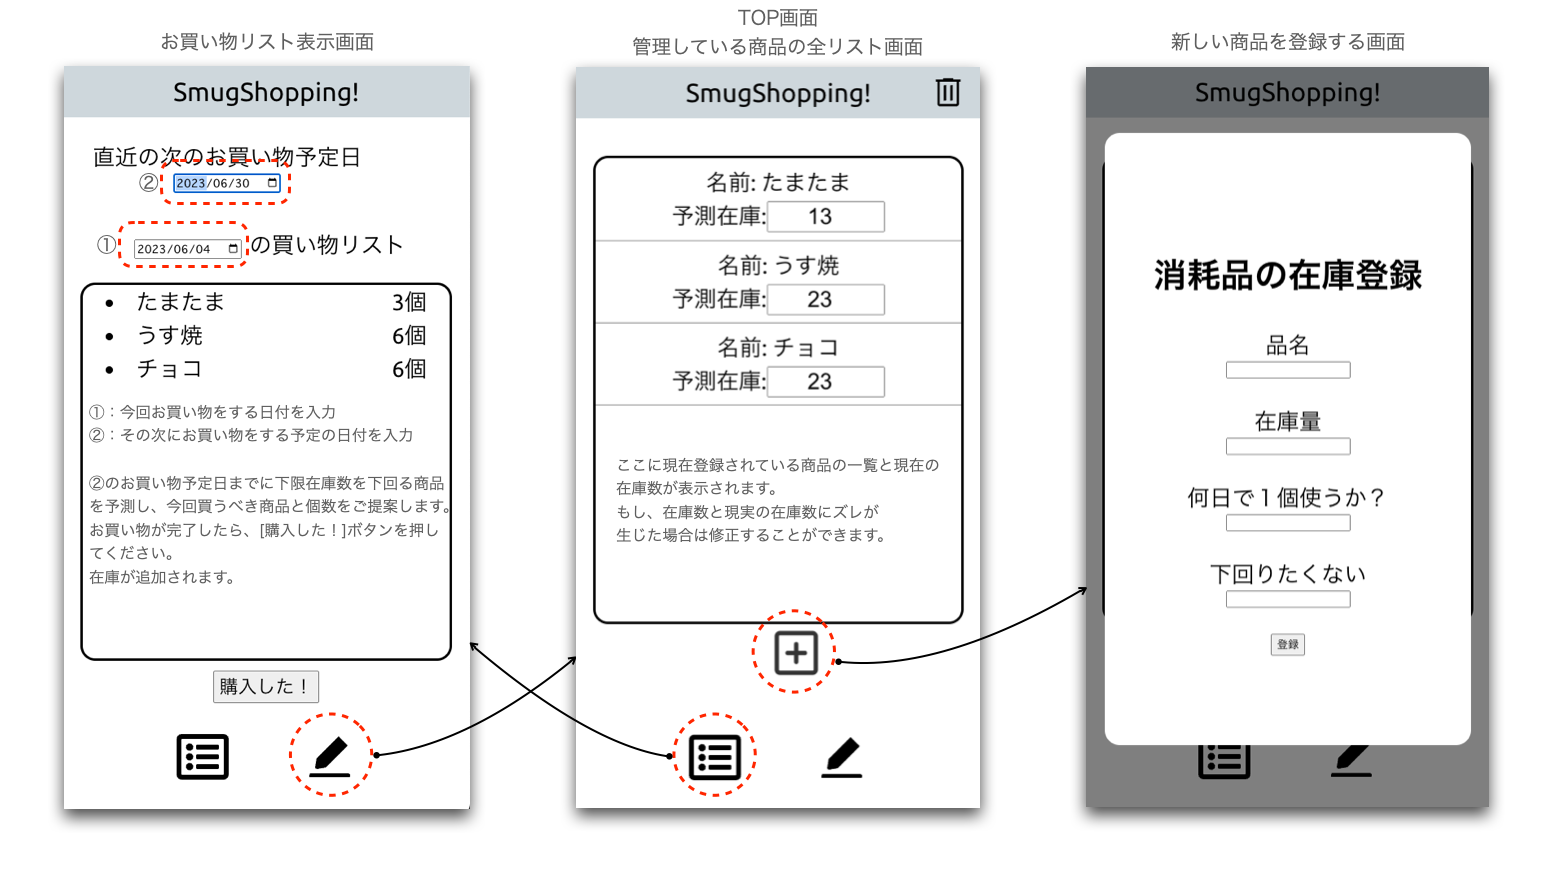 お買い物リスト表示画面
SmugShopping!
直近の次のお買い物予定日
② 2023/06/30
① 2023/06/04 の買い物リスト
• たまたま 3個
• うす焼 6個
• チョコ 6個
①：今回お買い物をする日付を入力
②：その次にお買い物をする予定の日付を入力
②のお買い物予定日までに下限在庫数を下回る商品
を予測し、今回買うべき商品と個数をご提案します。
お買い物が完了したら、[購入した！]ボタンを押し
てください。
在庫が追加されます。
購入した！
TOP画面
管理している商品の全リスト画面
SmugShopping!
名前: たまたま
予測在庫: 13
名前: うす焼
予測在庫: 23
名前: チョコ
予測在庫: 23
ここに現在登録されている商品の一覧と現在の
在庫数が表示されます。
もし、在庫数と現実の在庫数にズレが
生じた場合は修正することができます。
新しい商品を登録する画面
SmugShopping!
消耗品の在庫登録
品名
在庫量
何日で１個使うか？
下回りたくない
登録